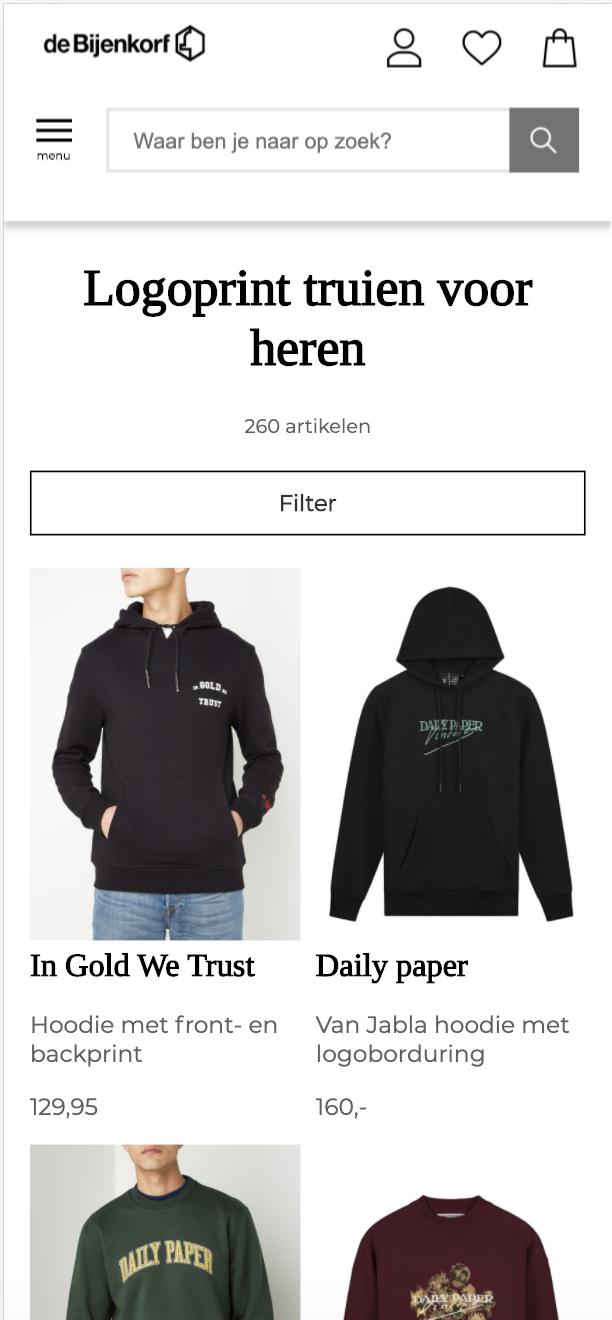 de Bijenkorf
menu
Waar ben je naar op zoek?
Logoprint truien voor
heren
260 artikelen
Filter
IN GOLD WE
TRUST
DAILY PAPER
In Gold We Trust
Daily paper
Hoodie met front- en
backprint
Van Jabla hoodie met
logoborduring
129,95
160,-
DAILY PAPER
DAILY PAPER